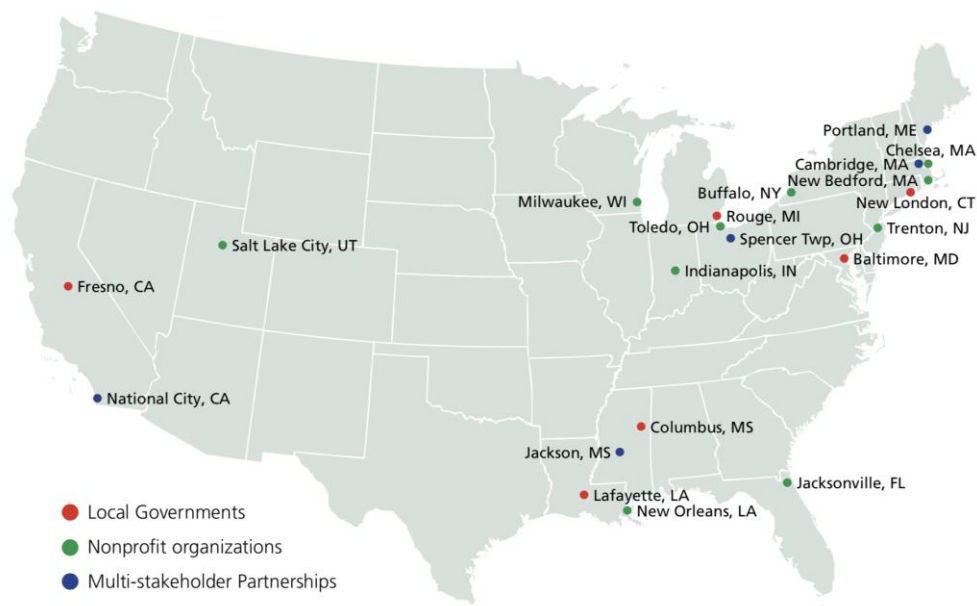 Portland, ME
Chelsea, MA
Cambridge, MA
New Bedford, MA
Buffalo, NY
New London, CT
Milwaukee, WI
Rouge, MI
Toledo, OH
Trenton, NJ
Spencer Twp, OH
Salt Lake City, UT
Baltimore, MD
Indianapolis, IN
Fresno, CA
National City, CA
Columbus, MS
Jackson, MS
Jacksonville, FL
Lafayette, LA
New Orleans, LA
Local Governments
Nonprofit organizations
Multi-stakeholder Partnerships